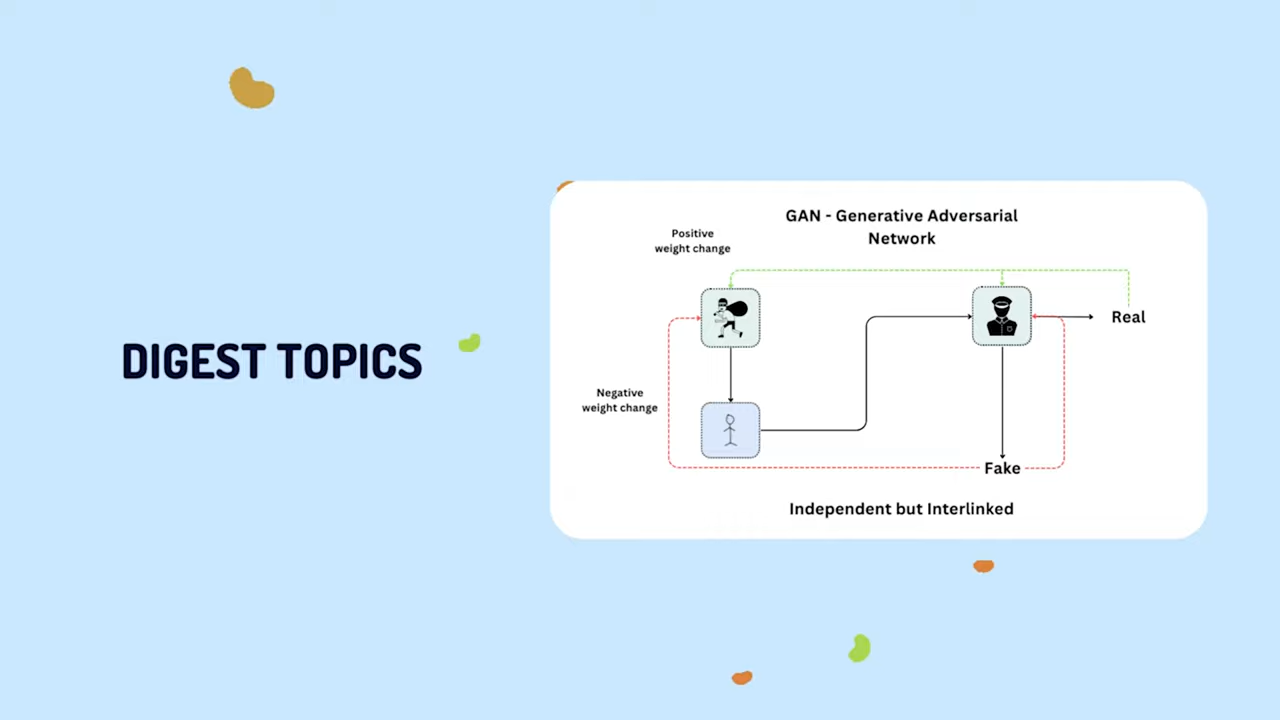 DIGEST TOPICS
GAN - Generative Adversarial
Network
Positive
weight change
Real
Negative
weight change
Fake
Independent but Interlinked